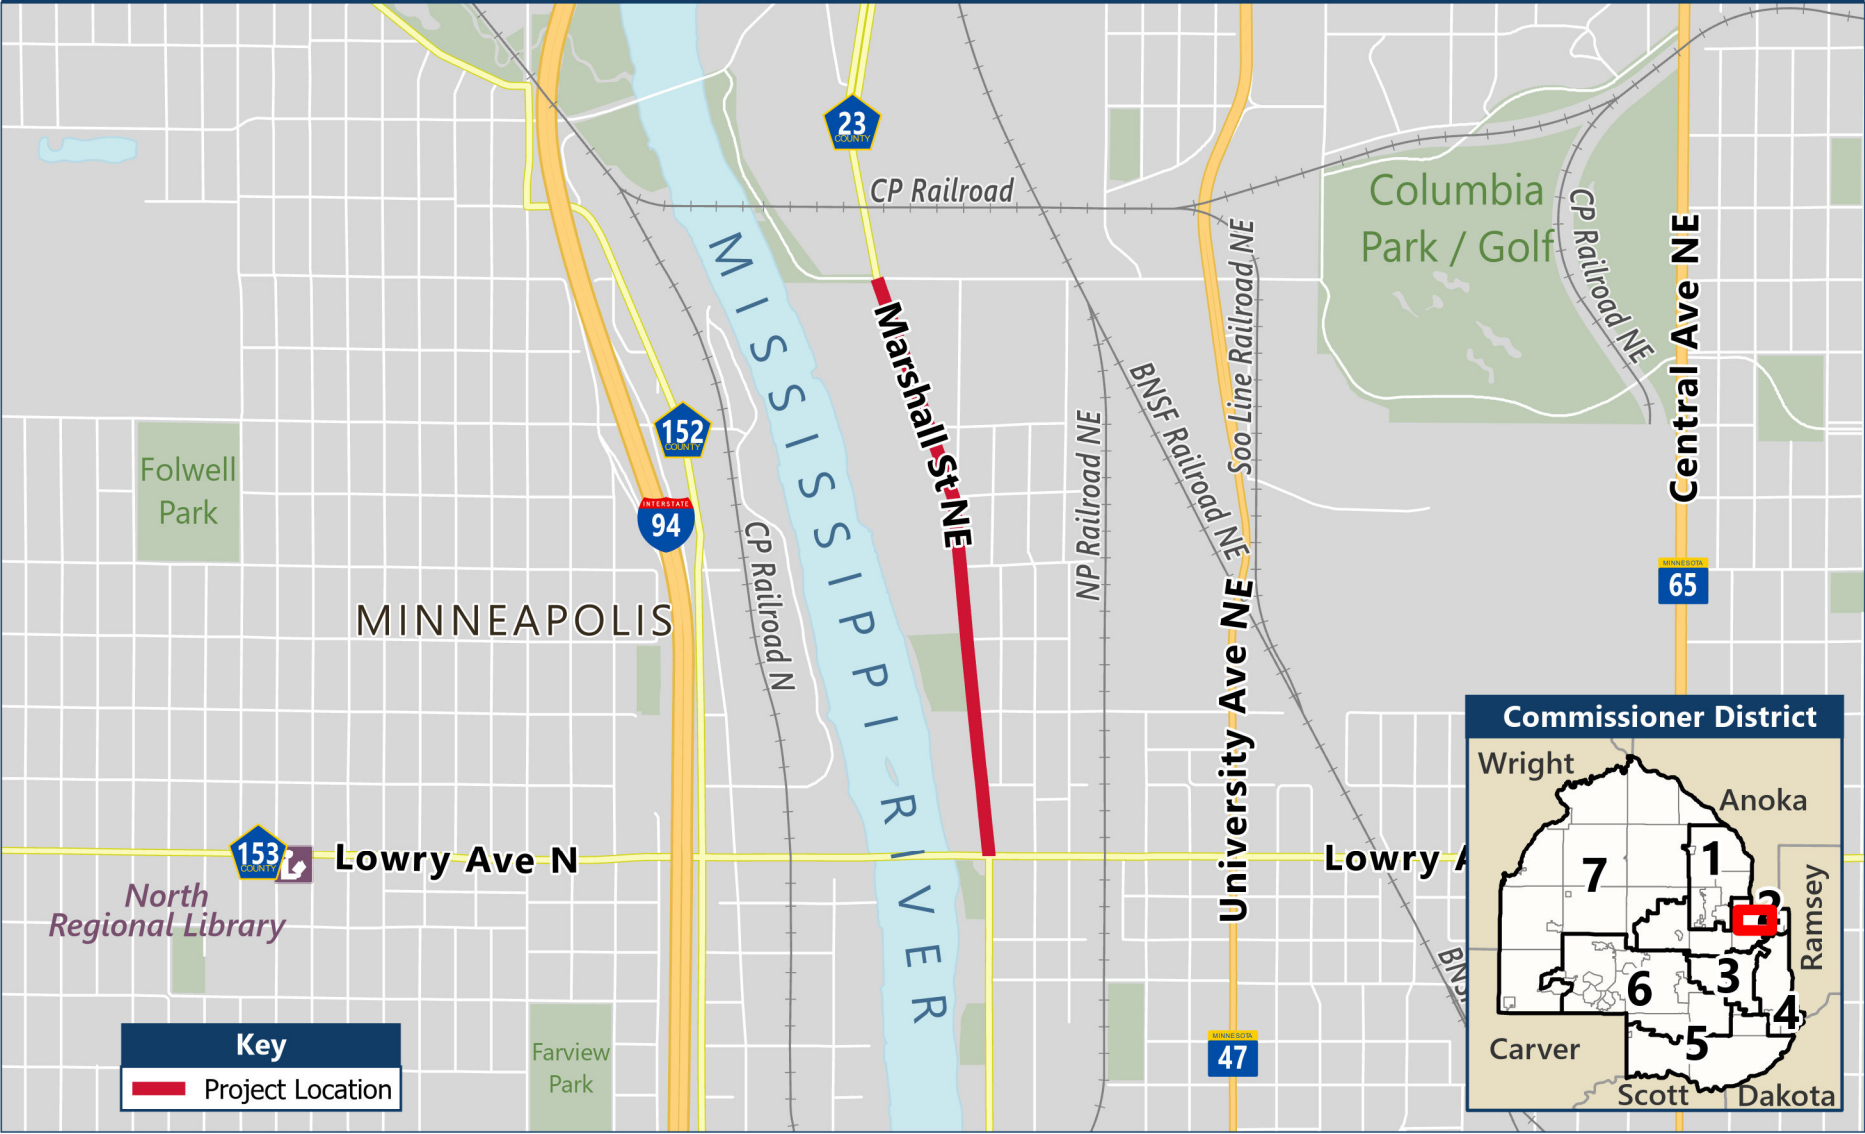 23
COUNTY
CP Railroad
Columbia
Park / Golf
CP Railroad NE
Central Ave NE
Soo Line Railroad NE
MISSISSIPPI RIVER
Marshall St NE
BNSF Railroad NE
NP Railroad NE
152
COUNTY
INTERSTATE
94
Folwell
Park
CP Railroad N
MINNEAPOLIS
MINNESOTA
65
University Ave NE
153
COUNTY
Lowry Ave N
Lowry A
North
Regional Library
BNS
MINNESOTA
47
Farview
Park
Key
Project Location
Commissioner District
Wright
Anoka
1
7
2
Ramsey
3
6
4
5
Carver
Scott
Dakota